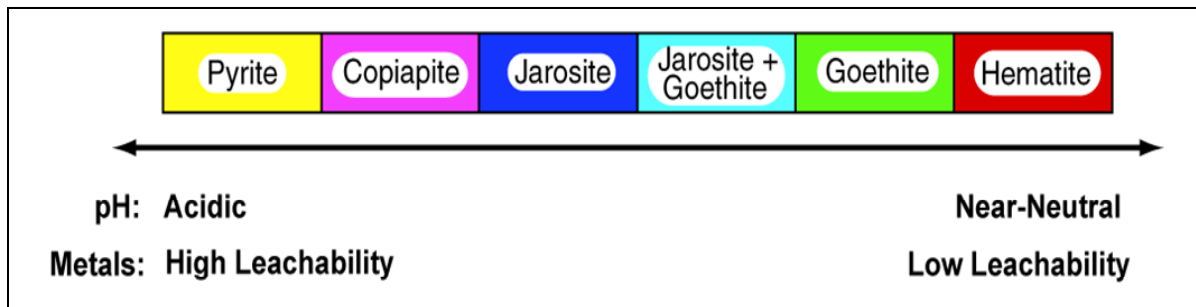 Pyrite
Copiapite
Jarosite
Jarosite +
Goethite
Goethite
Hematite
pH: Acidic
Near-Neutral
Metals: High Leachability
Low Leachability